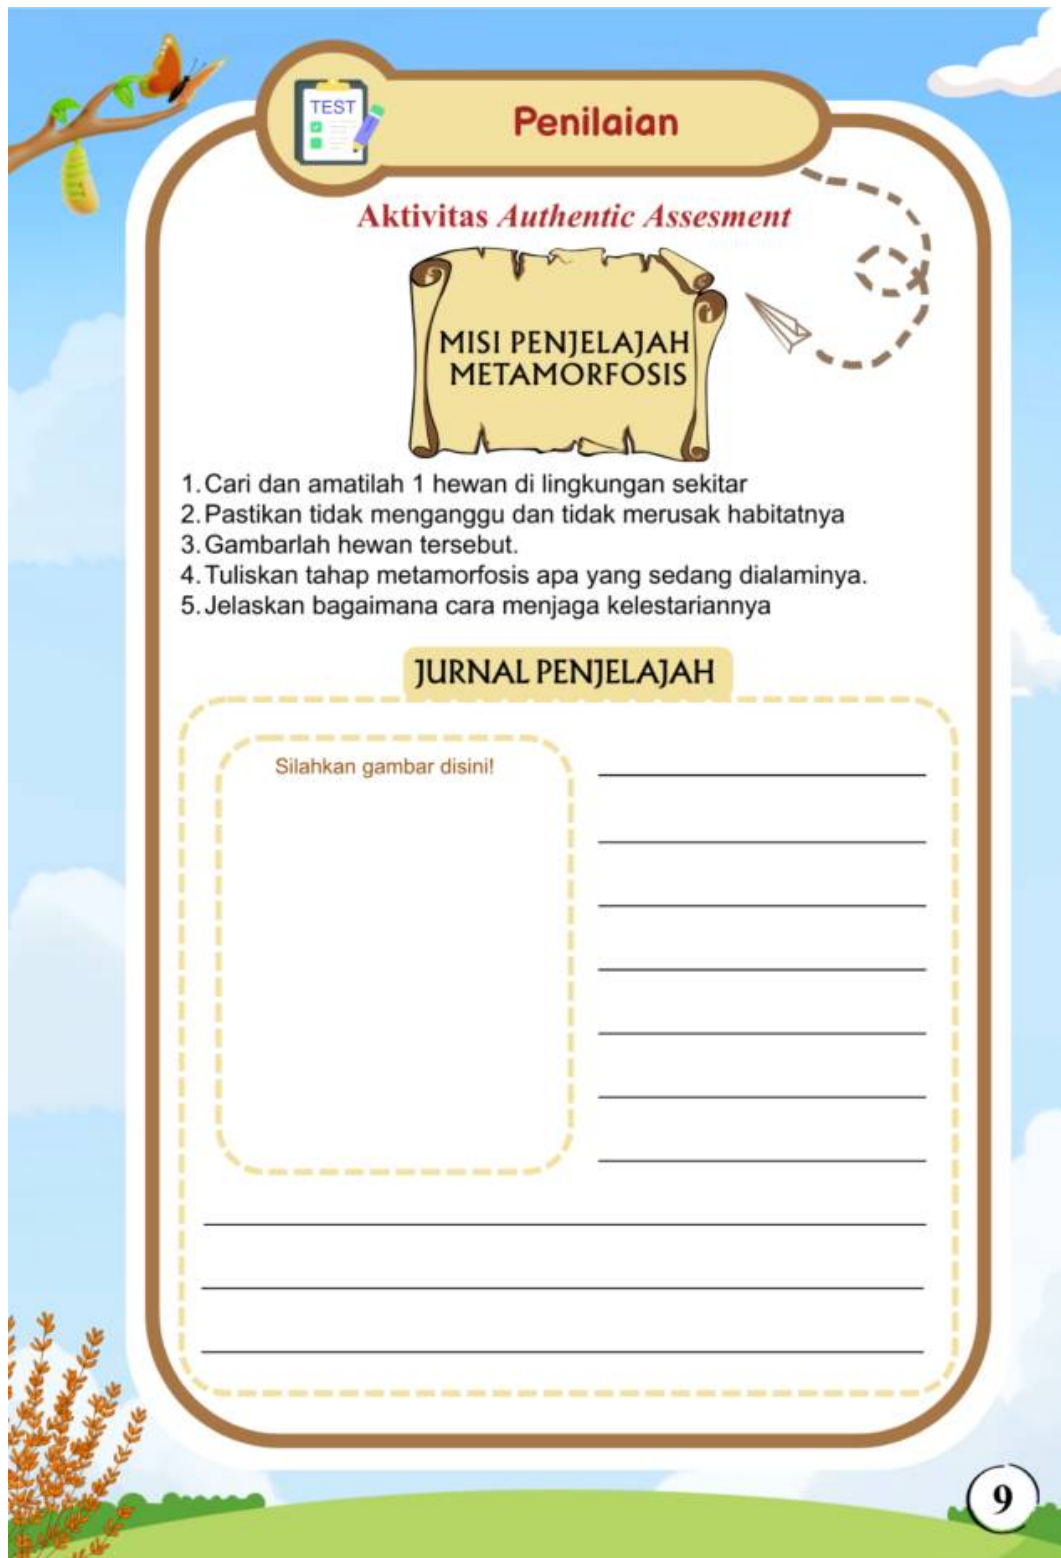 TEST
Penilaian
Aktivitas Authentic Assesment
MISI PENJELAJAH
METAMORFOSIS
1. Cari dan amatilah 1 hewan di lingkungan sekitar
2. Pastikan tidak menganggu dan tidak merusak habitatnya
3. Gambarlah hewan tersebut.
4. Tuliskan tahap metamorfosis apa yang sedang dialaminya.
5. Jelaskan bagaimana cara menjaga kelestariannya
JURNAL PENJELAJAH
Silahkan gambar disini!
9